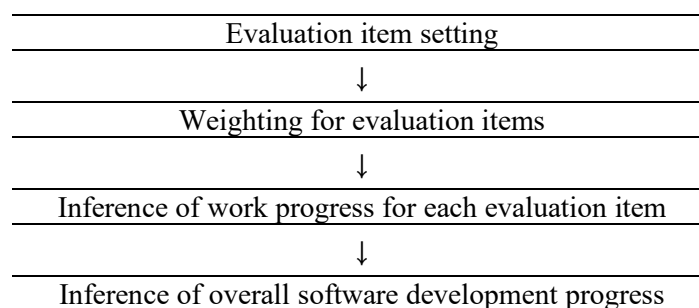 Evaluation item setting
↓
Weighting for evaluation items
↓
Inference of work progress for each evaluation item
↓
Inference of overall software development progress